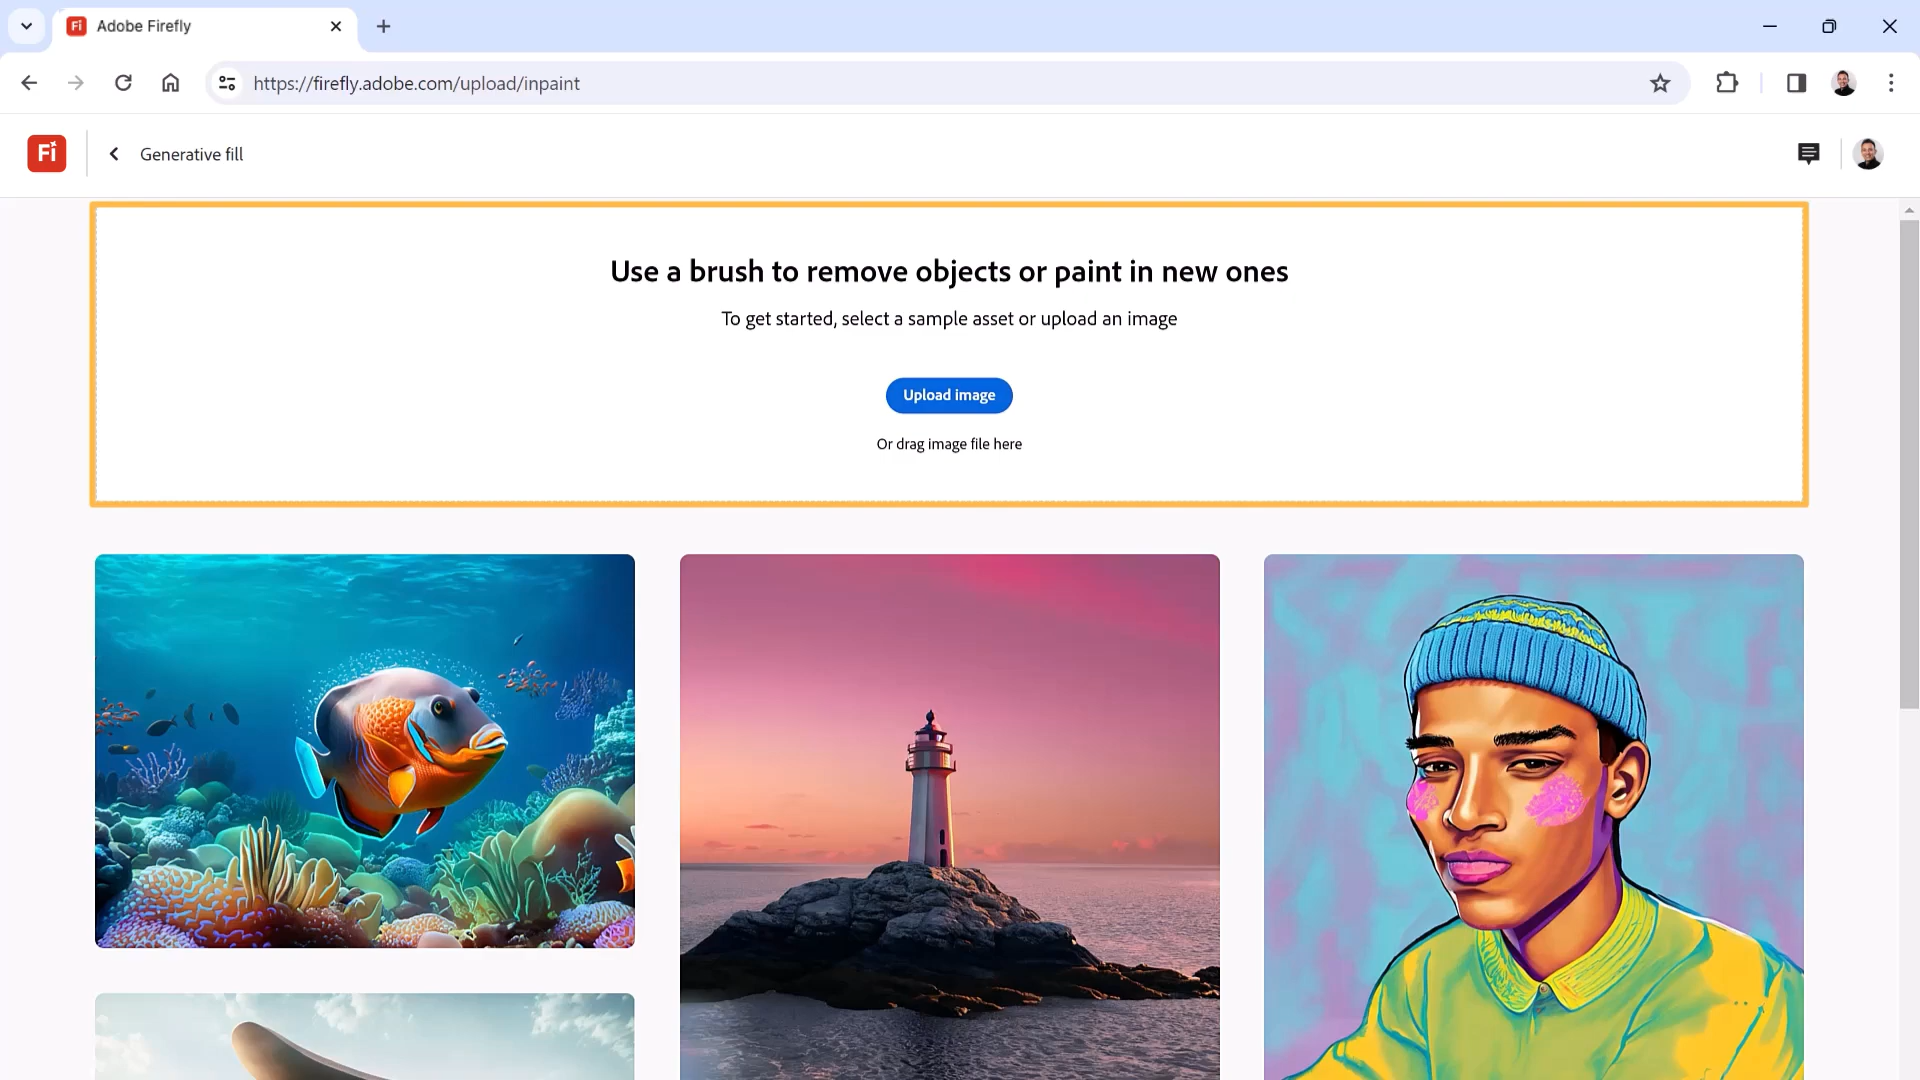 Fi Adobe Firefly
https://firefly.adobe.com/upload/inpaint
Fi
Generative fill
Use a brush to remove objects or paint in new ones
To get started, select a sample asset or upload an image
Upload image
Or drag image file here